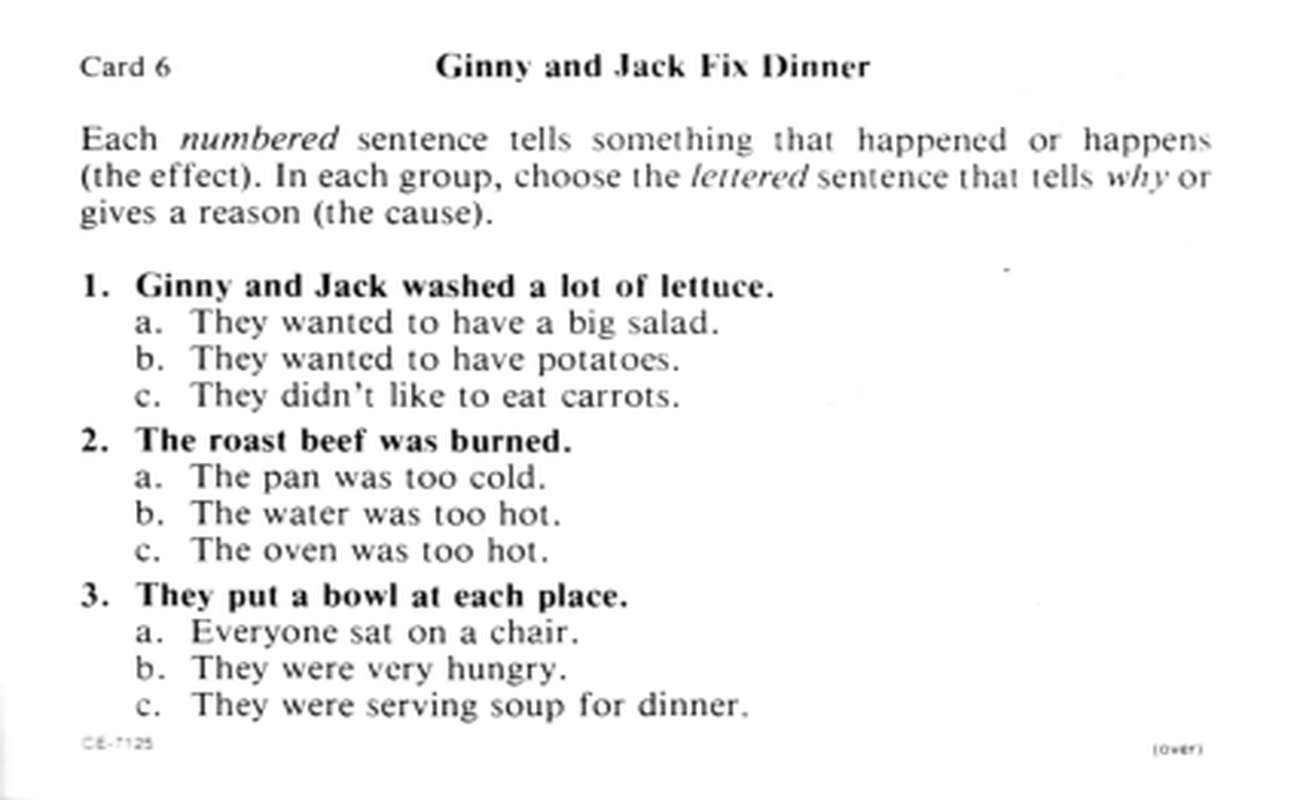 Card 6 Ginny and Jack Fix Dinner
Each numbered sentence tells something that happened or happens
(the effect). In each group, choose the lettered sentence that tells why or
gives a reason (the cause).
1. Ginny and Jack washed a lot of lettuce.
a. They wanted to have a big salad.
b. They wanted to have potatoes.
c. They didn't like to eat carrots.
2. The roast beef was burned.
a. The pan was too cold.
b. The water was too hot.
c. The oven was too hot.
3. They put a bowl at each place.
a. Everyone sat on a chair.
b. They were very hungry.
c. They were serving soup for dinner.
CE-7125 (over)